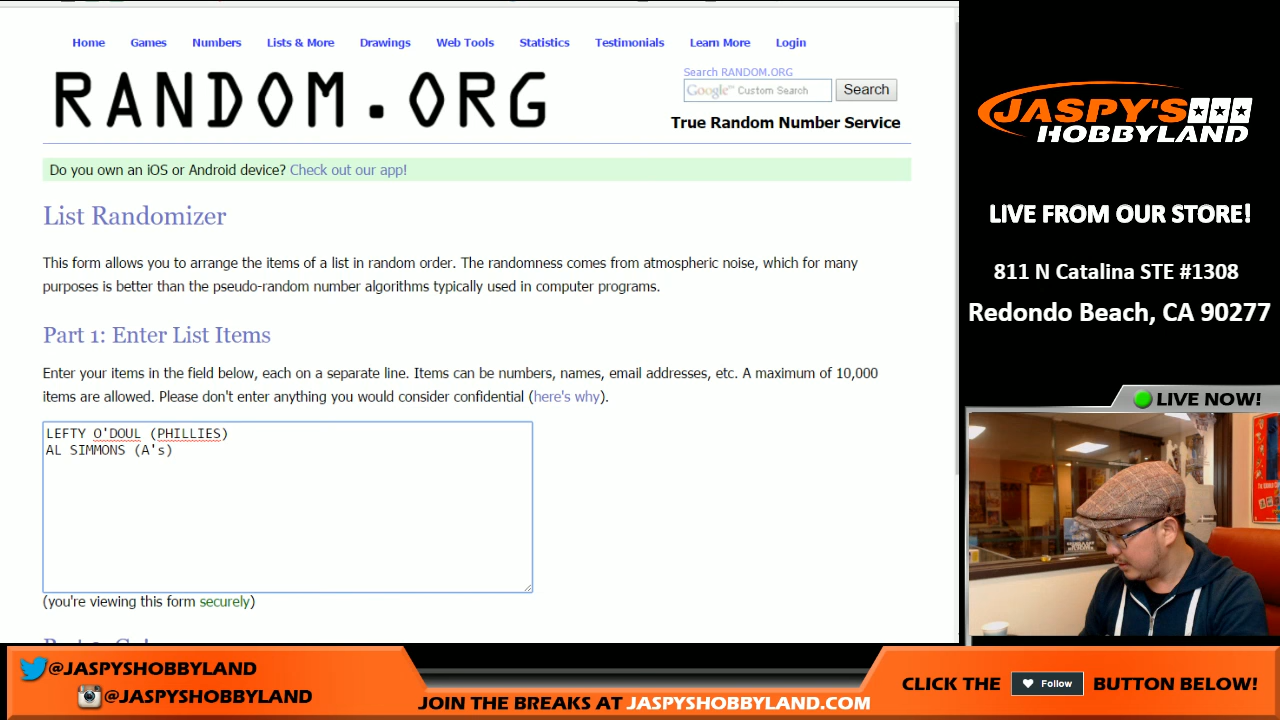 Home Games Numbers Lists & More Drawings Web Tools Statistics Testimonials Learn More Login
RANDOM.ORG
Search RANDOM.ORG
Google™ Custom Search Search
True Random Number Service
Do you own an iOS or Android device? Check out our app!
List Randomizer
This form allows you to arrange the items of a list in random order. The randomness comes from atmospheric noise, which for many
purposes is better than the pseudo-random number algorithms typically used in computer programs.
Part 1: Enter List Items
Enter your items in the field below, each on a separate line. Items can be numbers, names, email addresses, etc. A maximum of 10,000
items are allowed. Please don't enter anything you would consider confidential (here's why).
LEFTY O'DOUL (PHILLIES)
AL SIMMONS (A's)
(you're viewing this form securely)
JASPY'S
HOBBYLAND
LIVE FROM OUR STORE!
811 N Catalina STE #1308
Redondo Beach, CA 90277
LIVE NOW!
@JASPYSHOBBYLAND
@JASPYSHOBBYLAND
JOIN THE BREAKS AT JASPYSHOBBYLAND.COM
CLICK THE Follow BUTTON BELOW!